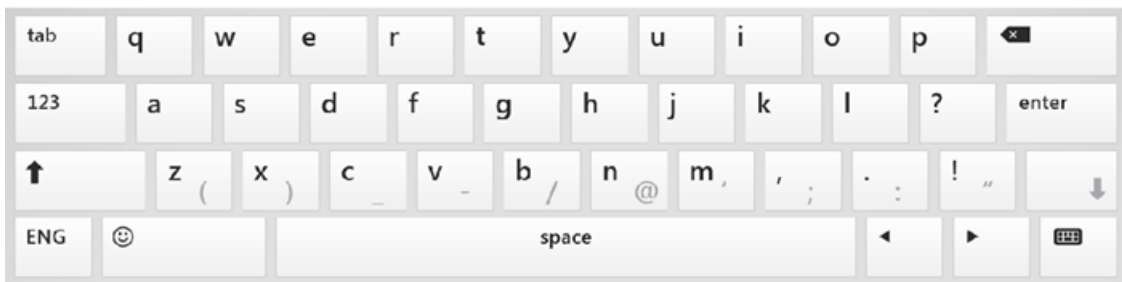 tab q w e r t y u i o p
123 a s d f g h j k l ? enter
z ( x ) c _ v - b / n @ m ' , ; . : ! "
ENG space